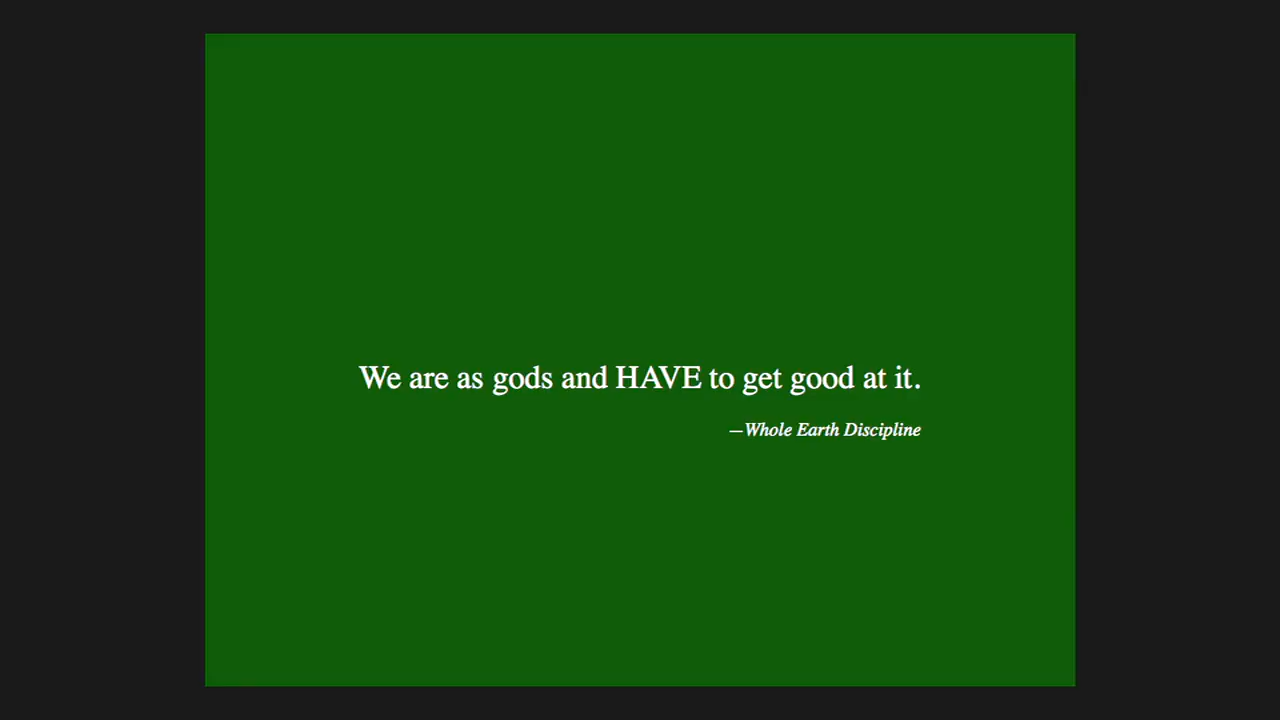 We are as gods and HAVE to get good at it.
—Whole Earth Discipline